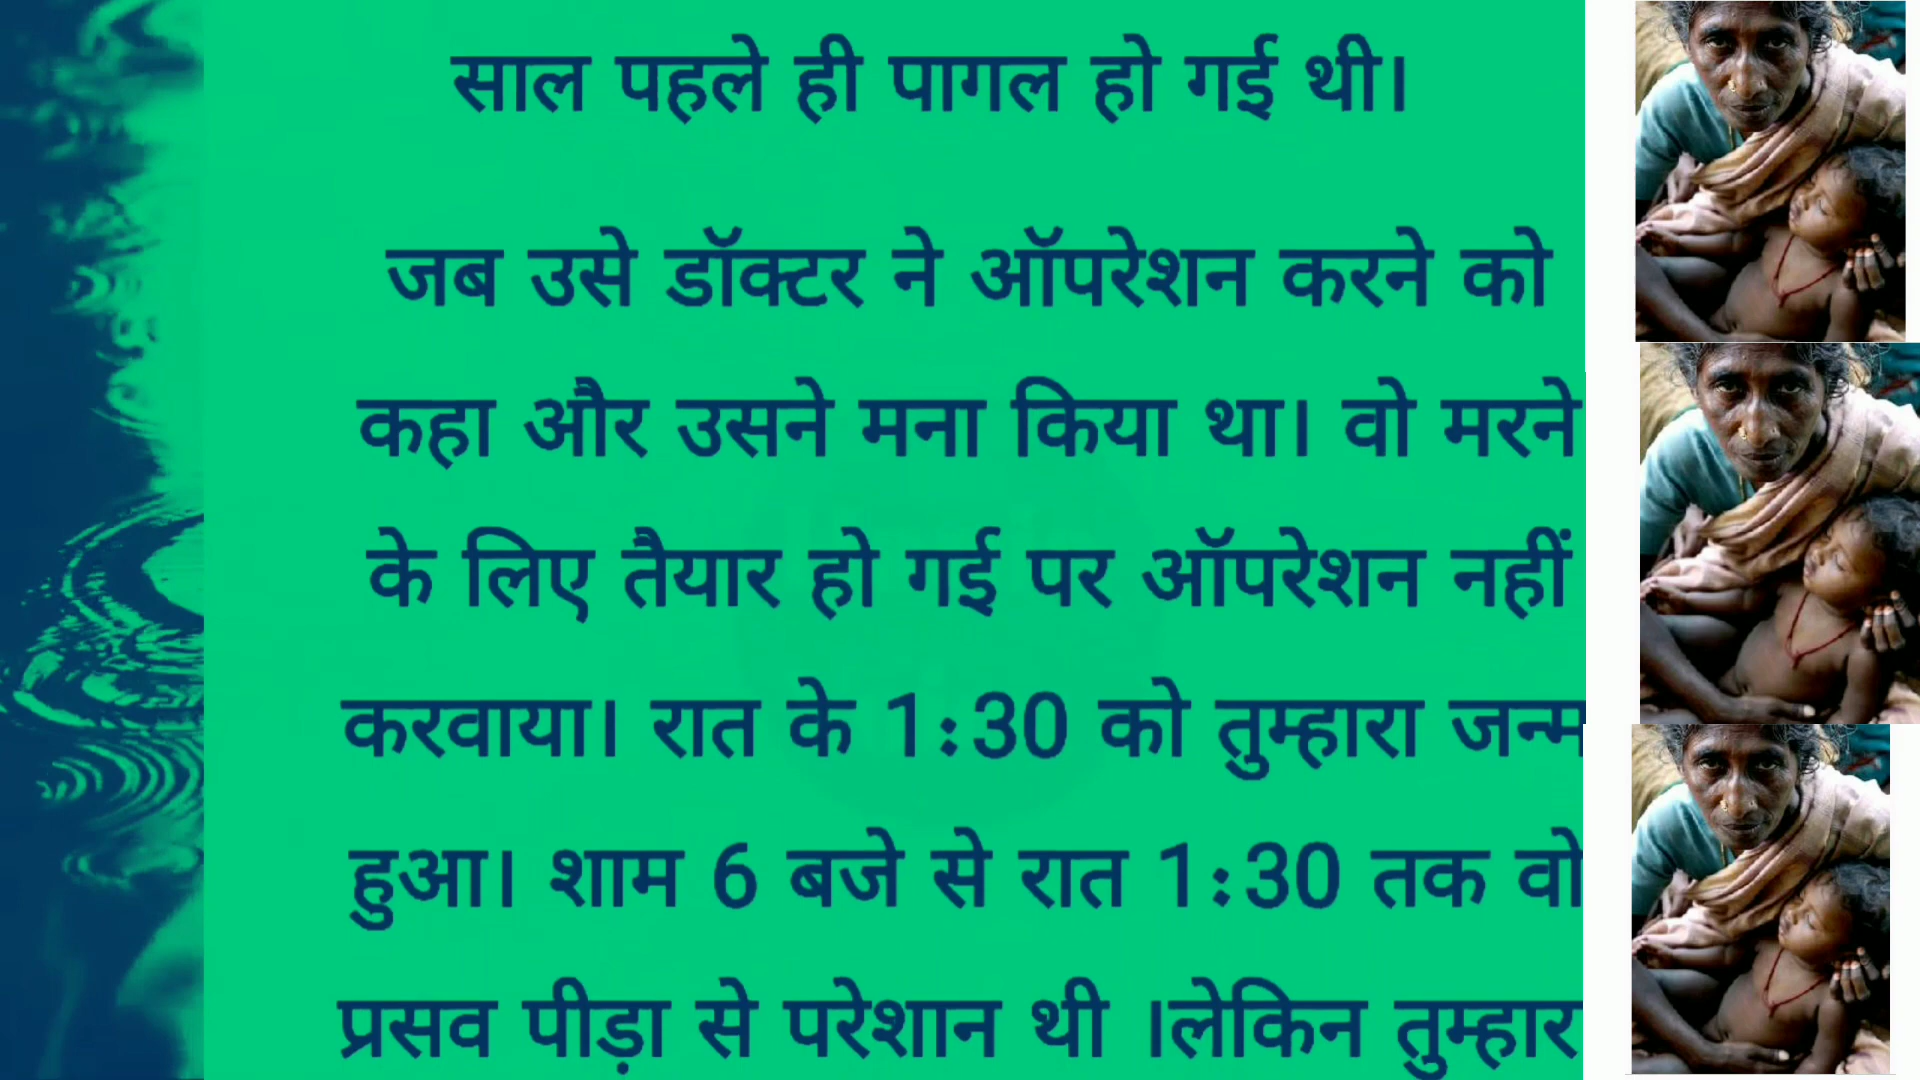 साल पहले ही पागल हो गई थी।
जब उसे डॉक्टर ने ऑपरेशन करने को
कहा और उसने मना किया था। वो मरने
के लिए तैयार हो गई पर ऑपरेशन नहीं
करवाया। रात के 1:30 को तुम्हारा जन्म
हुआ। शाम 6 बजे से रात 1:30 तक वो
प्रसव पीड़ा से परेशान थी ।लेकिन तुम्हार